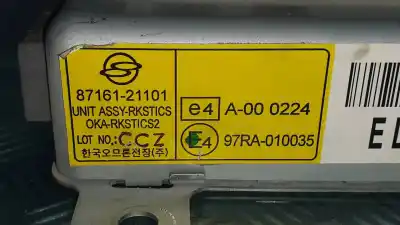 87161-21101
UNIT ASSY-RKSTICS
OKA-RKSTICS2
LOT NO.: CCZ
한국오므론전장(주)
e4 A-00 0224
E4 97RA-010035